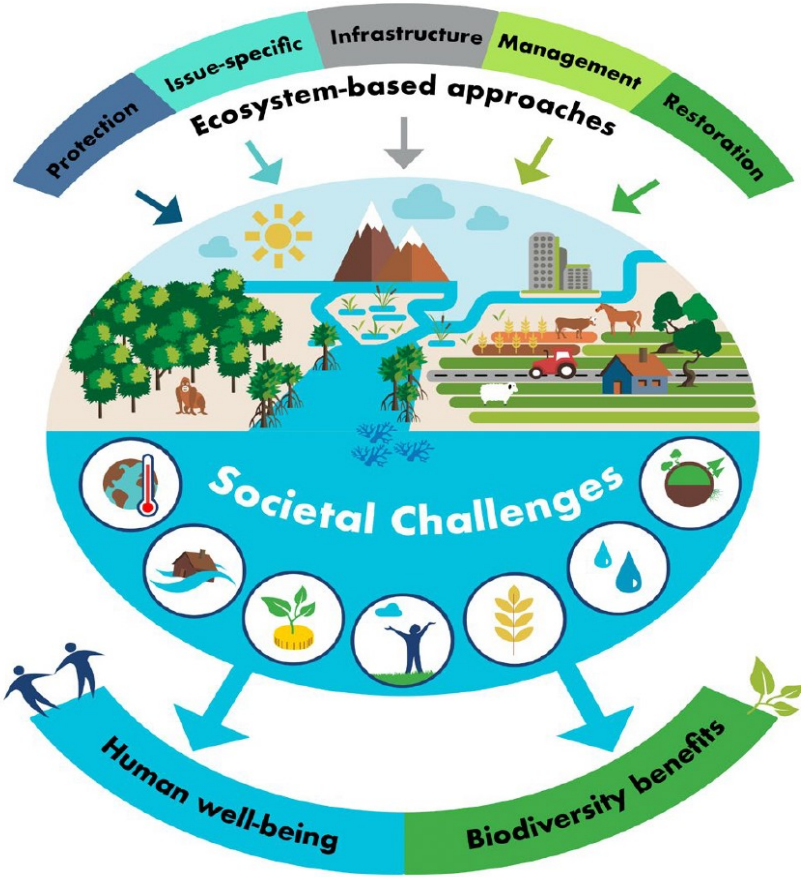 Protection
Issue-specific
Infrastructure
Management
Restoration
Ecosystem-based approaches
Societal Challenges
Human well-being
Biodiversity benefits